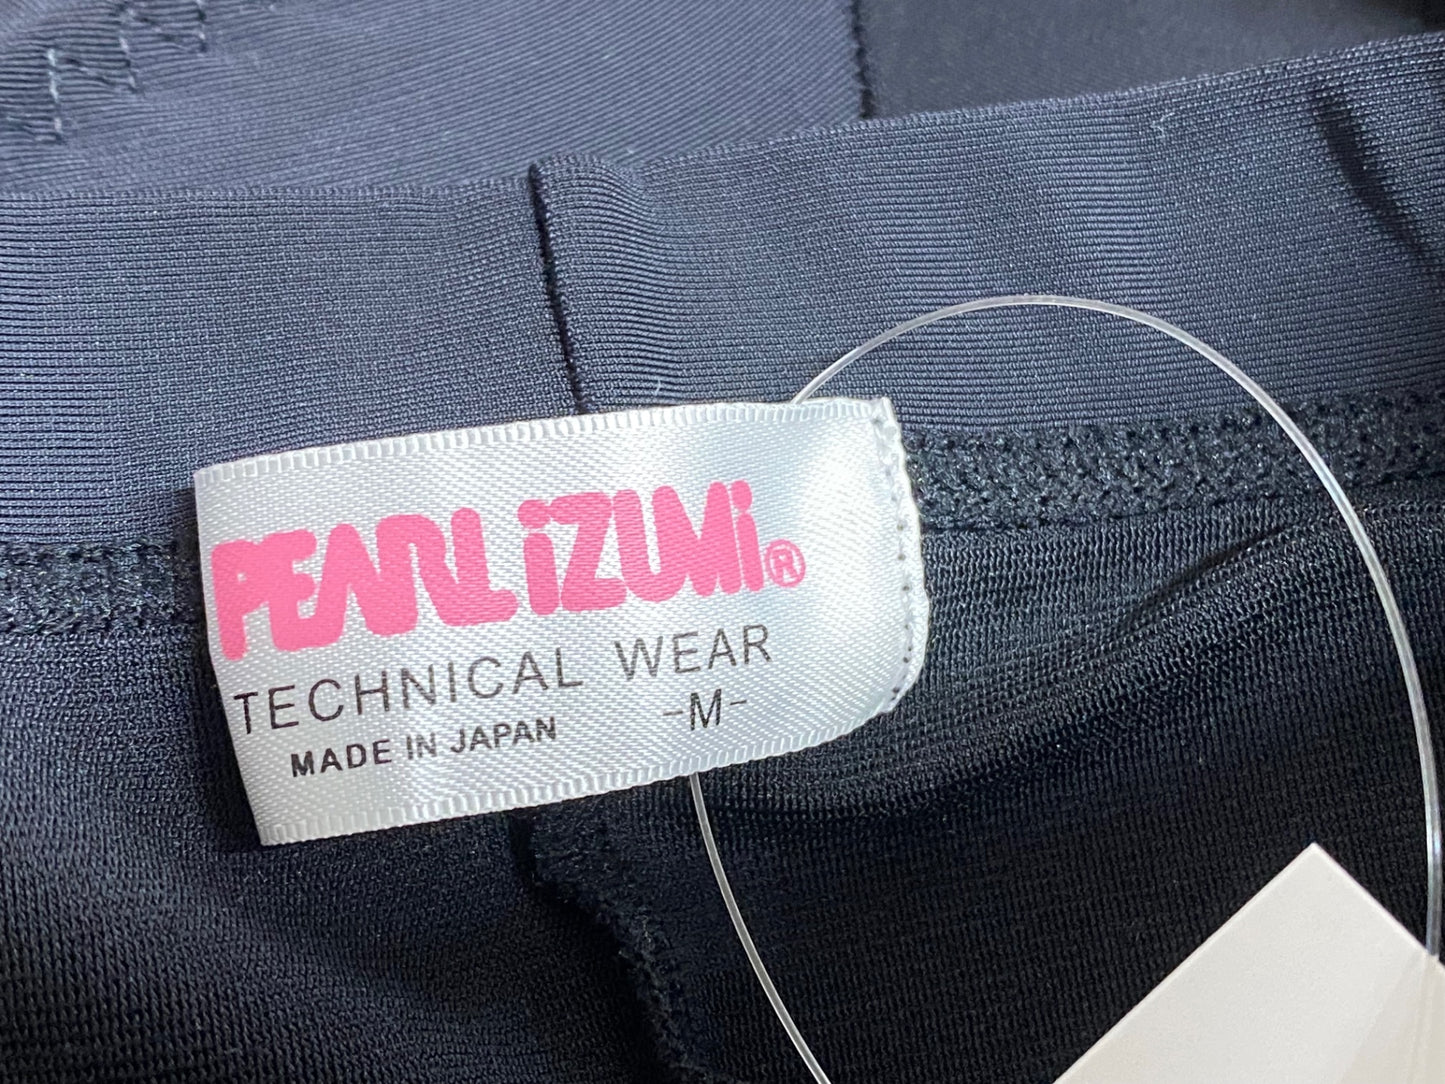 PEARL iZUMi®
TECHNICAL WEAR
MADE IN JAPAN -M-